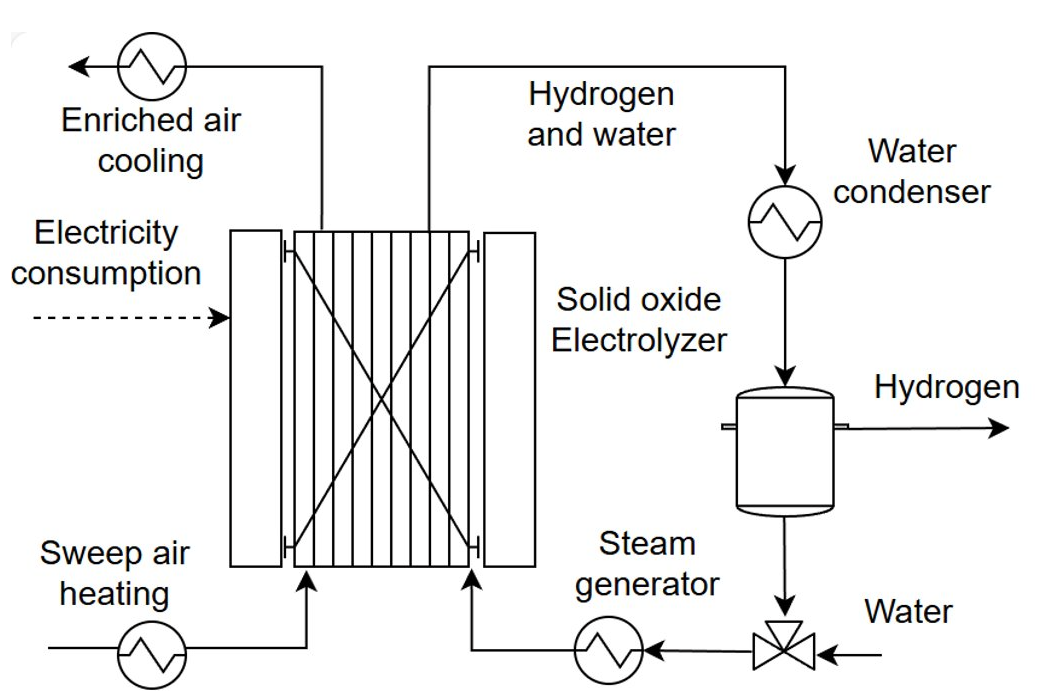 Enriched air
cooling
Hydrogen
and water
Water
condenser
Electricity
consumption
Solid oxide
Electrolyzer
Hydrogen
Sweep air
heating
Steam
generator
Water